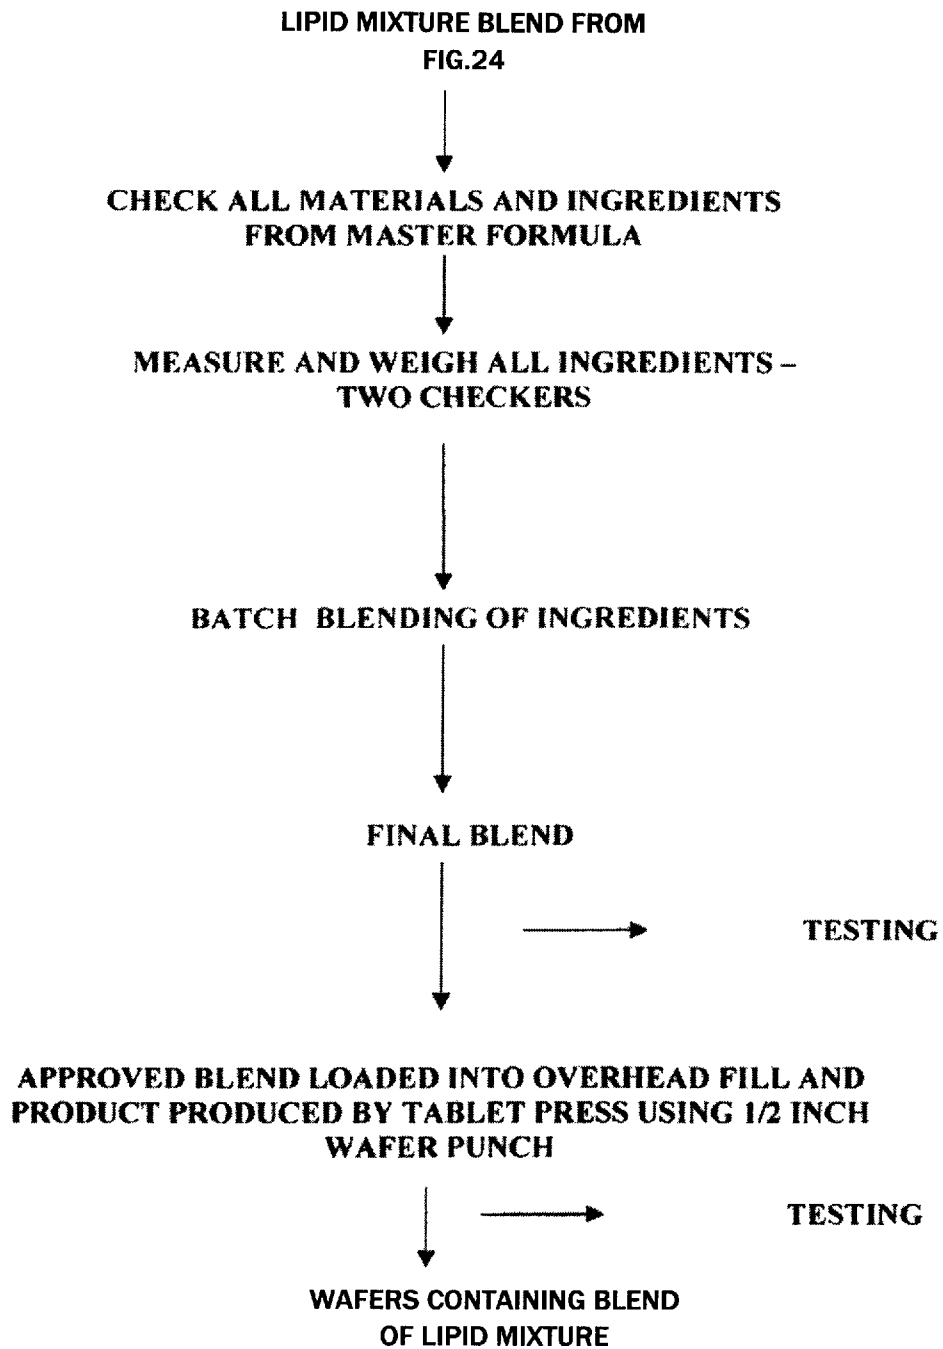 LIPID MIXTURE BLEND FROM
FIG.24
CHECK ALL MATERIALS AND INGREDIENTS
FROM MASTER FORMULA
MEASURE AND WEIGH ALL INGREDIENTS –
TWO CHECKERS
BATCH BLENDING OF INGREDIENTS
FINAL BLEND
TESTING
APPROVED BLEND LOADED INTO OVERHEAD FILL AND
PRODUCT PRODUCED BY TABLET PRESS USING 1/2 INCH
WAFER PUNCH
TESTING
WAFERS CONTAINING BLEND
OF LIPID MIXTURE